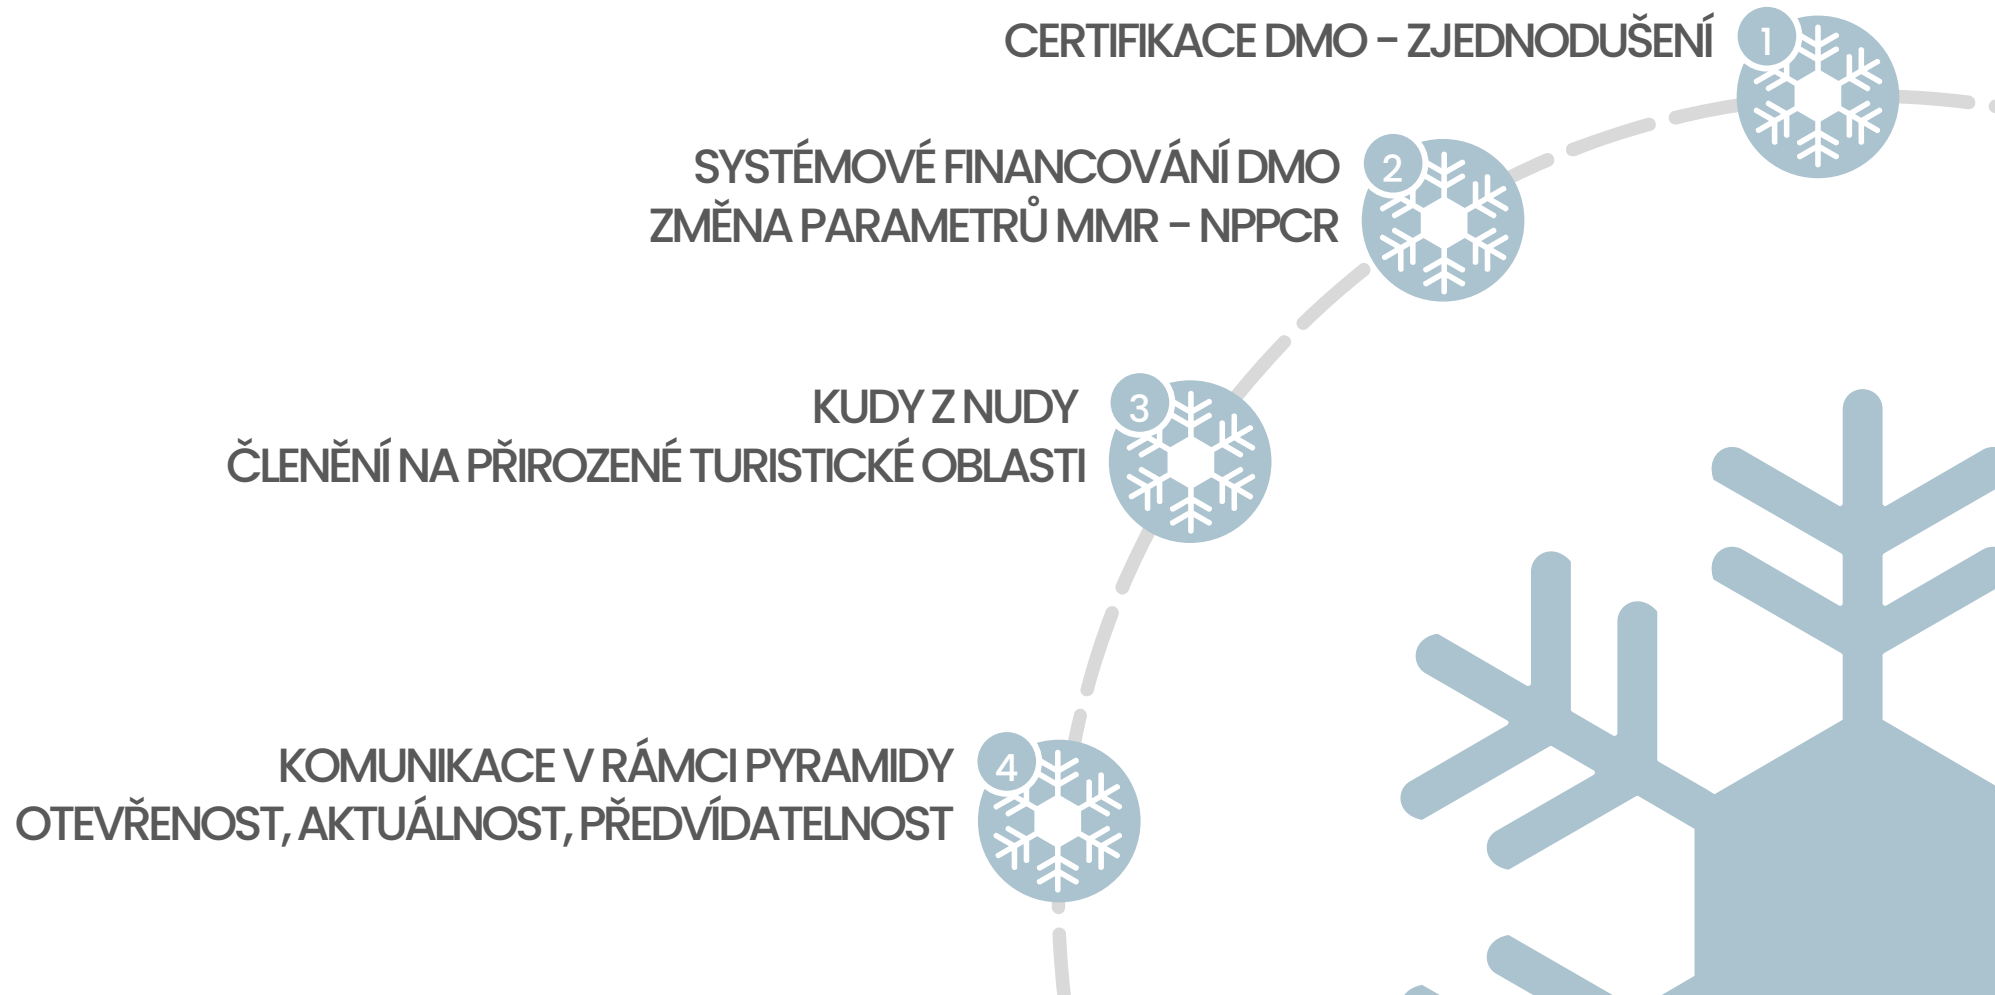 CERTIFIKACE DMO - ZJEDNODUŠENÍ
1
SYSTÉMOVÉ FINANCOVÁNÍ DMO
ZMĚNA PARAMETRŮ MMR - NPPCR
2
KUDY Z NUDY
ČLENĚNÍ NA PŘIROZENÉ TURISTICKÉ OBLASTI
3
KOMUNIKACE V RÁMCI PYRAMIDY
OTEVŘENOST, AKTUÁLNOST, PŘEDVÍDATELNOST
4